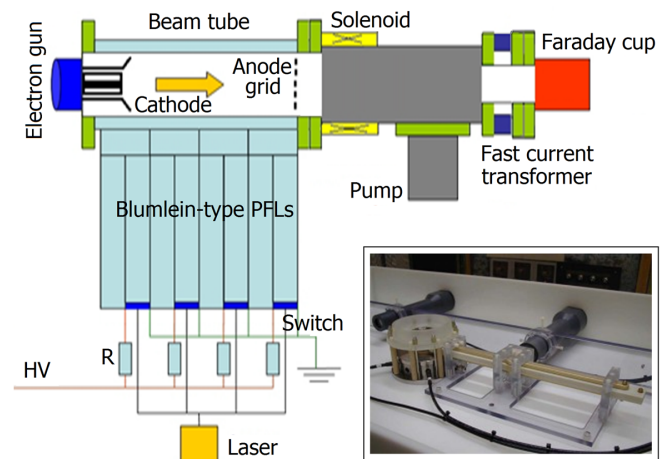 Beam tube
Solenoid
Faraday cup
Electron gun
Anode
grid
Cathode
Fast current
transformer
Pump
Blumlein-type PFLs
Switch
R
HV
Laser